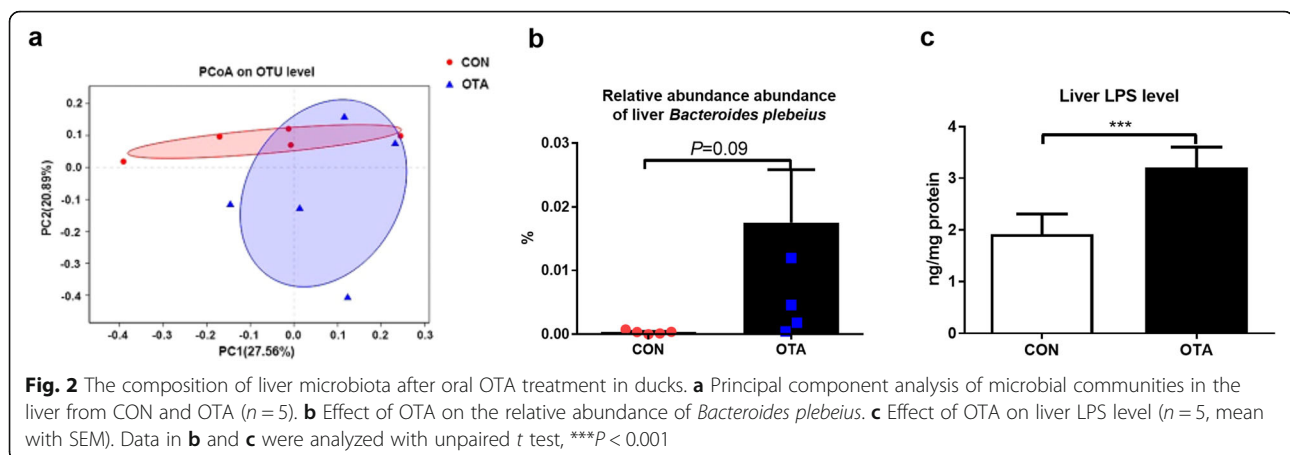 a
PCoA on OTU level
CON
OTA
PC2(20.89%)
0.2
0.1
0.0
-0.1
-0.2
-0.3
-0.4
-0.4
-0.3
-0.2
-0.1
0.0
0.1
0.2
0.3
PC1(27.56%)
b
Relative abundance abundance
of liver Bacteroides plebeius
P=0.09
%
0.03
0.02
0.01
0.00
CON
OTA
c
Liver LPS level
***
ng/mg protein
4
3
2
1
0
CON
OTA
Fig. 2 The composition of liver microbiota after oral OTA treatment in ducks. a Principal component analysis of microbial communities in the
liver from CON and OTA (n = 5). b Effect of OTA on the relative abundance of Bacteroides plebeius. c Effect of OTA on liver LPS level (n = 5, mean
with SEM). Data in b and c were analyzed with unpaired t test, ***P < 0.001